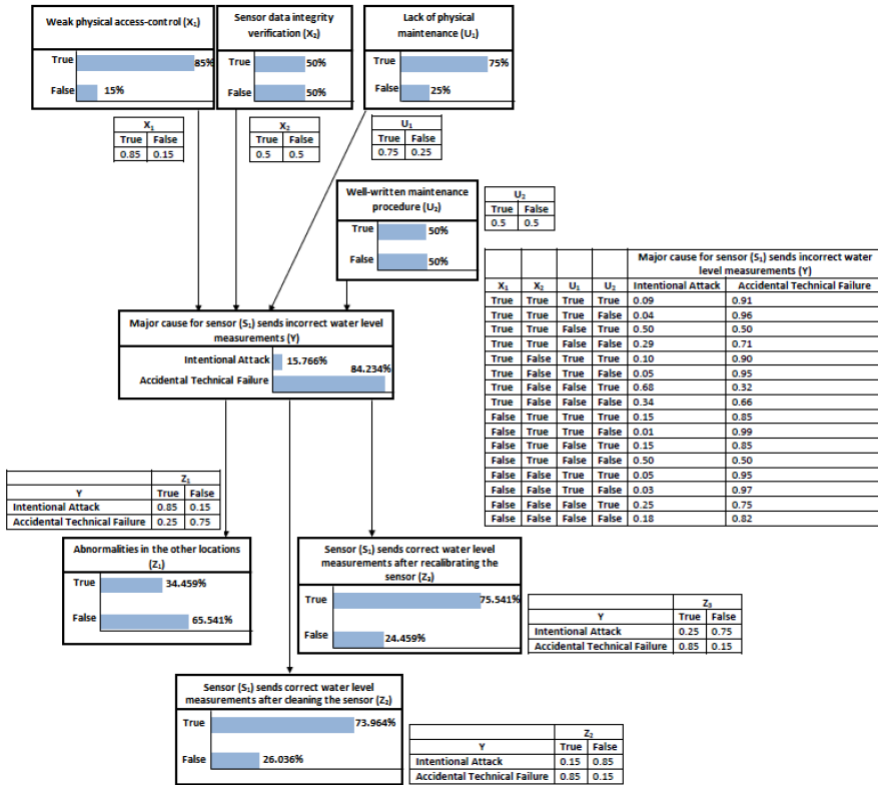 Weak physical access-control (X₁)
True 85%
False 15%
Sensor data integrity
verification (X₂)
True 50%
False 50%
Lack of physical
maintenance (U₁)
True 75%
False 25%
X₁
True False
0.85 0.15
X₂
True False
0.5 0.5
U₁
True False
0.75 0.25
Well-written maintenance
procedure (U₂)
True 50%
False 50%
U₂
True False
0.5 0.5
Major cause for sensor (S₁) sends incorrect water
level measurements (Y)
X₁ X₂ U₁ U₂ Intentional Attack Accidental Technical Failure
True True True True 0.09 0.91
True True True False 0.04 0.96
True True False True 0.50 0.50
True True False False 0.29 0.71
True False True True 0.10 0.90
True False True False 0.05 0.95
True False False True 0.68 0.32
True False False False 0.34 0.66
False True True True 0.15 0.85
False True True False 0.01 0.99
False True False True 0.15 0.85
False True False False 0.50 0.50
False False True True 0.05 0.95
False False True False 0.03 0.97
False False False True 0.25 0.75
False False False False 0.18 0.82
Major cause for sensor (S₁) sends incorrect water level
measurements (Y)
Intentional Attack 15.766%
84.234%
Accidental Technical Failure
Z₁
Y True False
Intentional Attack 0.85 0.15
Accidental Technical Failure 0.25 0.75
Abnormalities in the other locations
(Z₁)
True 34.459%
False 65.541%
Sensor (S₁) sends correct water level
measurements after recalibrating the
sensor (Z₃)
True 75.541%
False 24.459%
Z₃
Y True False
Intentional Attack 0.25 0.75
Accidental Technical Failure 0.85 0.15
Sensor (S₁) sends correct water level
measurements after cleaning the sensor (Z₂)
True 73.964%
False 26.036%
Z₂
Y True False
Intentional Attack 0.15 0.85
Accidental Technical Failure 0.85 0.15